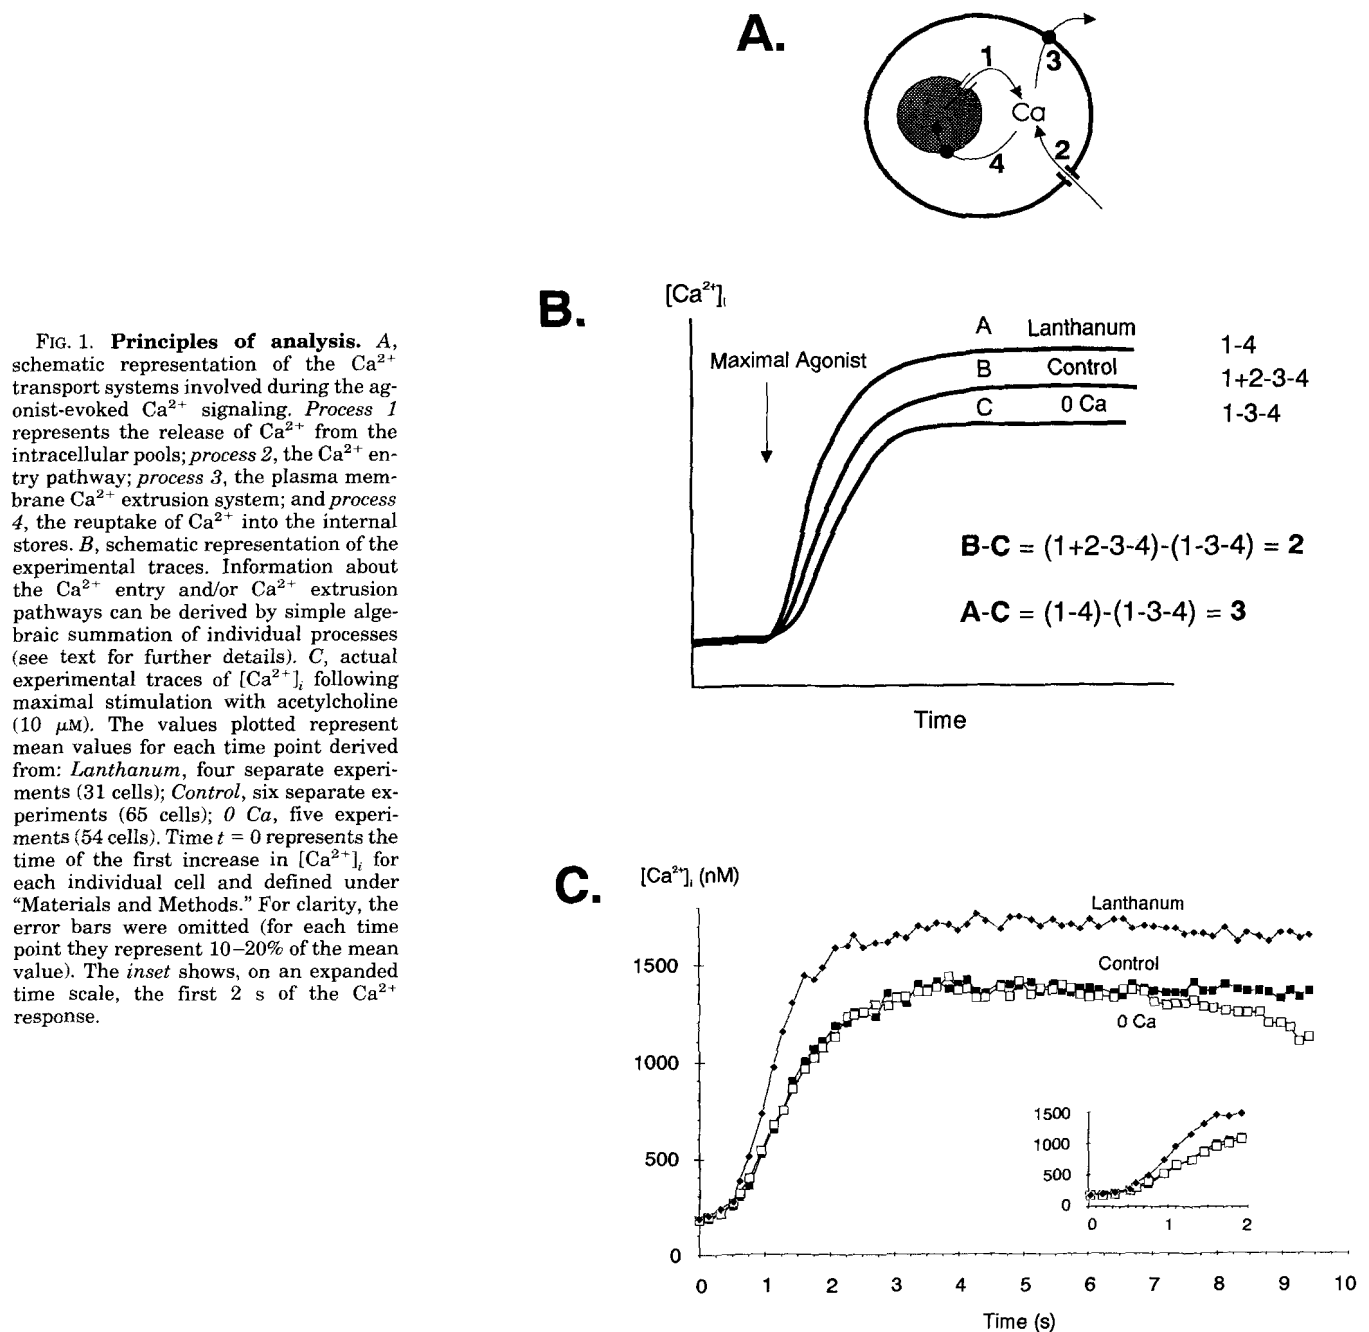 FIG. 1. Principles of analysis. A,
schematic representation of the Ca2+
transport systems involved during the ag-
onist-evoked Ca2+ signaling. Process 1
represents the release of Ca2+ from the
intracellular pools; process 2, the Ca2+ en-
try pathway; process 3, the plasma mem-
brane Ca2+ extrusion system; and process
4, the reuptake of Ca2+ into the internal
stores. B, schematic representation of the
experimental traces. Information about
the Ca2+ entry and/or Ca2+ extrusion
pathways can be derived by simple alge-
braic summation of individual processes
(see text for further details). C, actual
experimental traces of [Ca2+]i following
maximal stimulation with acetylcholine
(10 μM). The values plotted represent
mean values for each time point derived
from: Lanthanum, four separate experi-
ments (31 cells); Control, six separate ex-
periments (65 cells); 0 Ca, five experi-
ments (54 cells). Time t = 0 represents the
time of the first increase in [Ca2+]i for
each individual cell and defined under
"Materials and Methods." For clarity, the
error bars were omitted (for each time
point they represent 10–20% of the mean
value). The inset shows, on an expanded
time scale, the first 2 s of the Ca2+
response.
A.
1
3
Ca
2
4
B.
[Ca2+]i
Maximal Agonist
A Lanthanum 1-4
B Control 1+2-3-4
C 0 Ca 1-3-4
B-C = (1+2-3-4)-(1-3-4) = 2
A-C = (1-4)-(1-3-4) = 3
Time
C.
[Ca2+]i (nM)
Lanthanum
Control
0 Ca
1500
1000
500
0
1500
1000
500
0
0 1 2
0 1 2 3 4 5 6 7 8 9 10
Time (s)